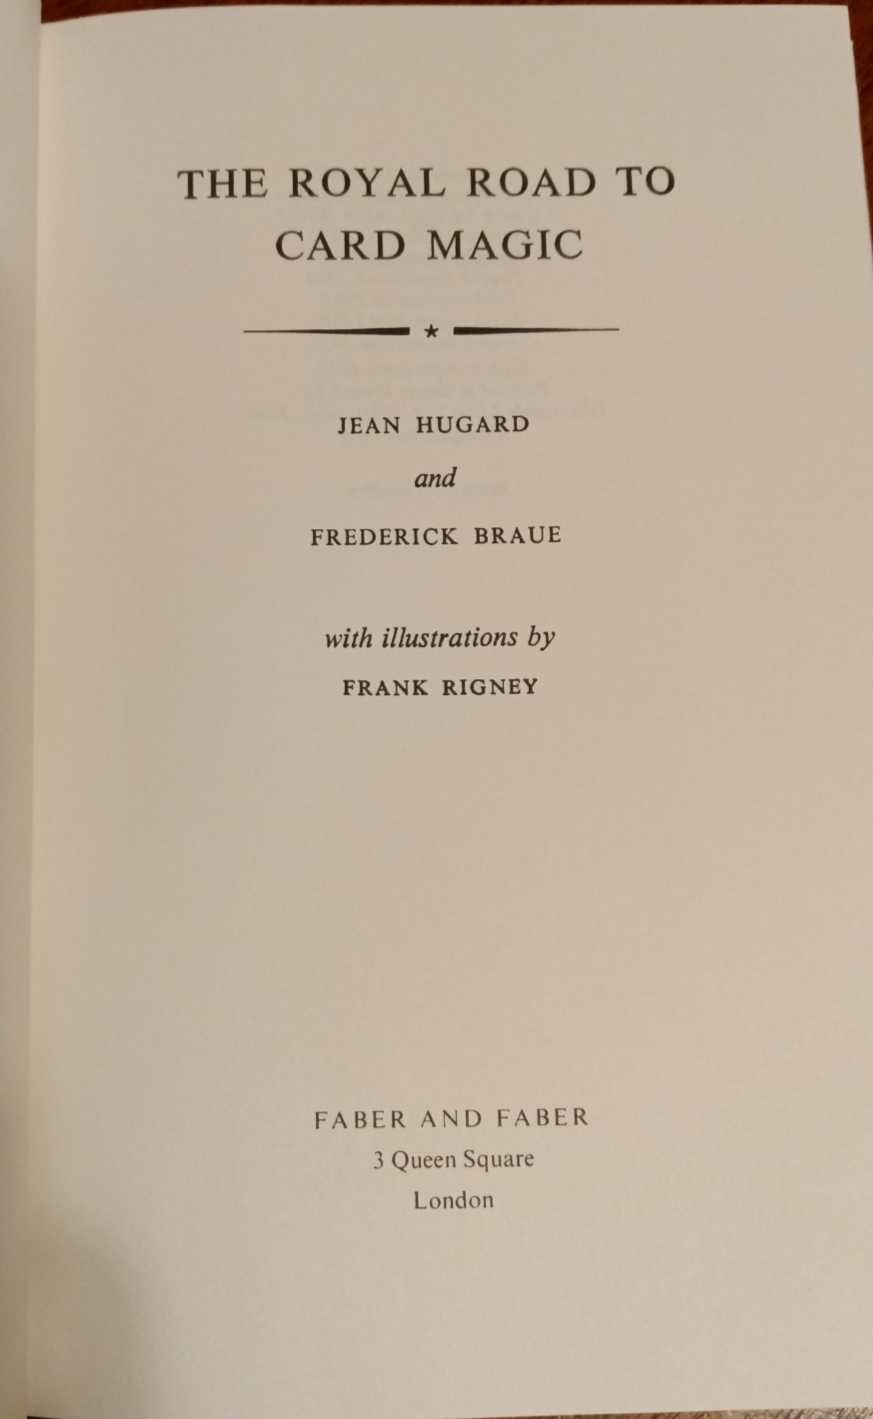 THE ROYAL ROAD TO
CARD MAGIC
JEAN HUGARD
and
FREDERICK BRAUE
with illustrations by
FRANK RIGNEY
FABER AND FABER
3 Queen Square
London